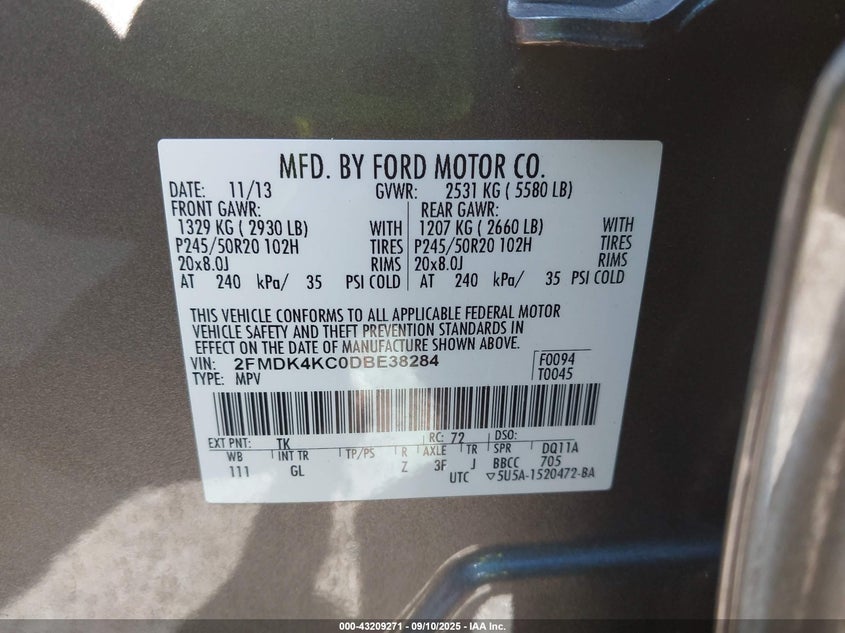 MFD. BY FORD MOTOR CO.
DATE: 11/13 GVWR: 2531 KG ( 5580 LB)
FRONT GAWR: REAR GAWR:
1329 KG ( 2930 LB) WITH 1207 KG ( 2660 LB) WITH
P245/50R20 102H TIRES P245/50R20 102H TIRES
20x8.0J RIMS 20x8.0J RIMS
AT 240 kPa/ 35 PSI COLD AT 240 kPa/ 35 PSI COLD
THIS VEHICLE CONFORMS TO ALL APPLICABLE FEDERAL MOTOR
VEHICLE SAFETY AND THEFT PREVENTION STANDARDS IN
EFFECT ON THE DATE OF MANUFACTURE SHOWN ABOVE.
VIN: 2FMDK4KC0DBE38284 F0094
TYPE: MPV T0045
EXT PNT: TK RC: 72 DSO:
WB INT TR TP/PS R AXLE TR SPR DQ11A
111 GL Z 3F J BBCC 705
UTC ▽5U5A-1520472-BA
000-43209271 - 09/10/2025 - IAA Inc.